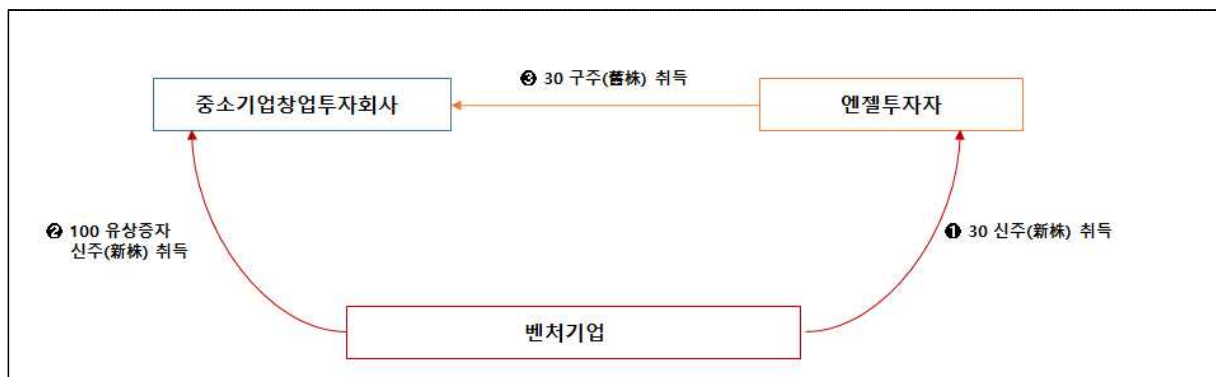 ❸ 30 구주(舊株) 취득
중소기업창업투자회사
엔젤투자자
❷ 100 유상증자
신주(新株) 취득
❶ 30 신주(新株) 취득
벤처기업